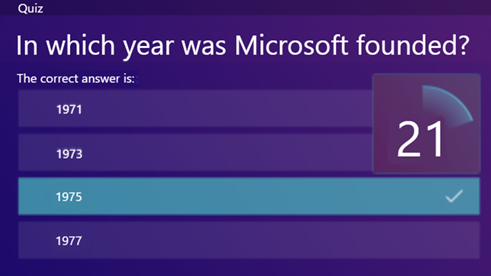 Quiz
In which year was Microsoft founded?
The correct answer is:
1971
21
1973
1975
1977